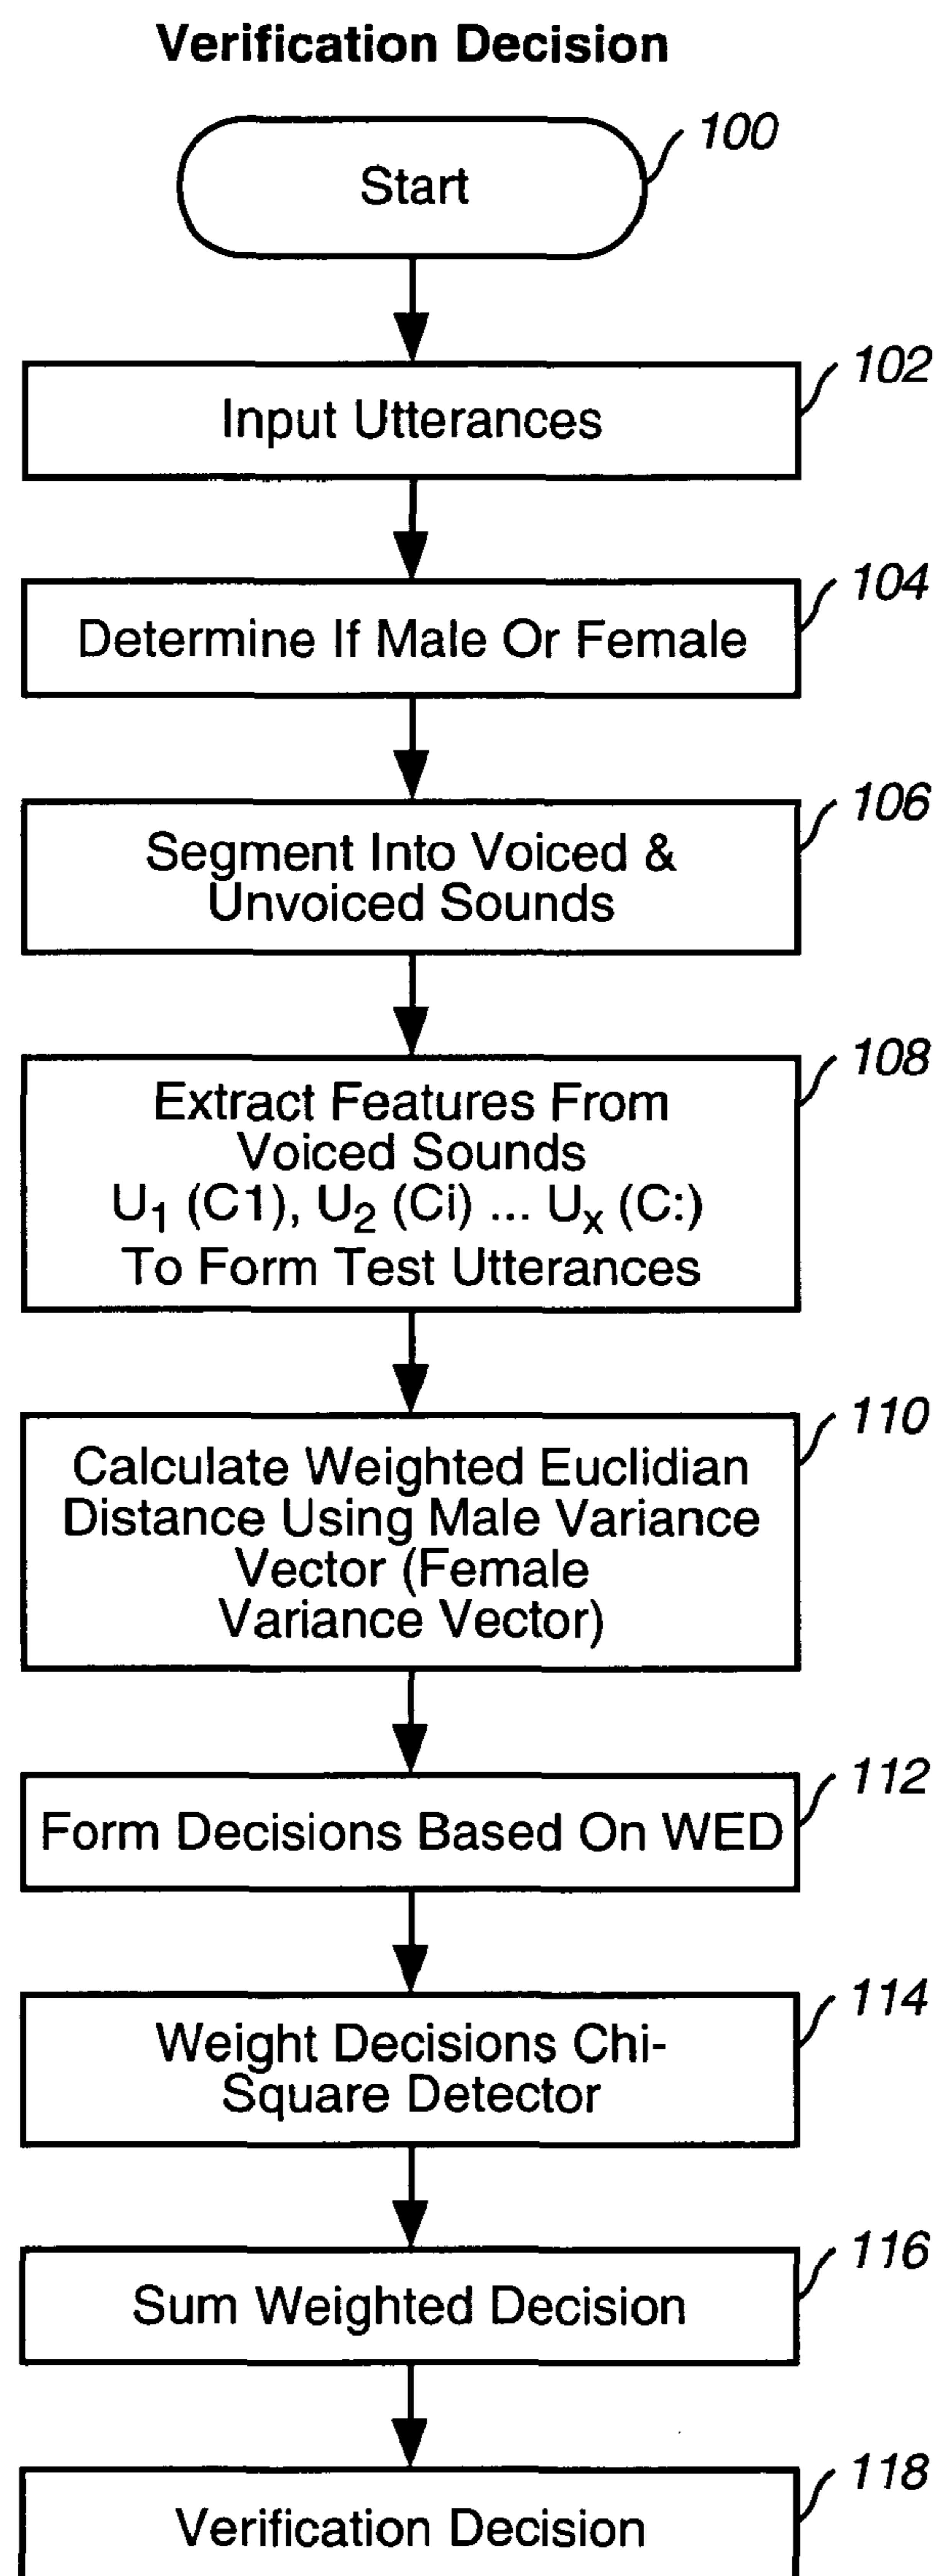 Verification Decision
100
Start
102
Input Utterances
104
Determine If Male Or Female
106
Segment Into Voiced &
Unvoiced Sounds
108
Extract Features From
Voiced Sounds
U1 (C1), U2 (Ci) ... Ux (C:)
To Form Test Utterances
110
Calculate Weighted Euclidian
Distance Using Male Variance
Vector (Female
Variance Vector)
112
Form Decisions Based On WED
114
Weight Decisions Chi-
Square Detector
116
Sum Weighted Decision
118
Verification Decision